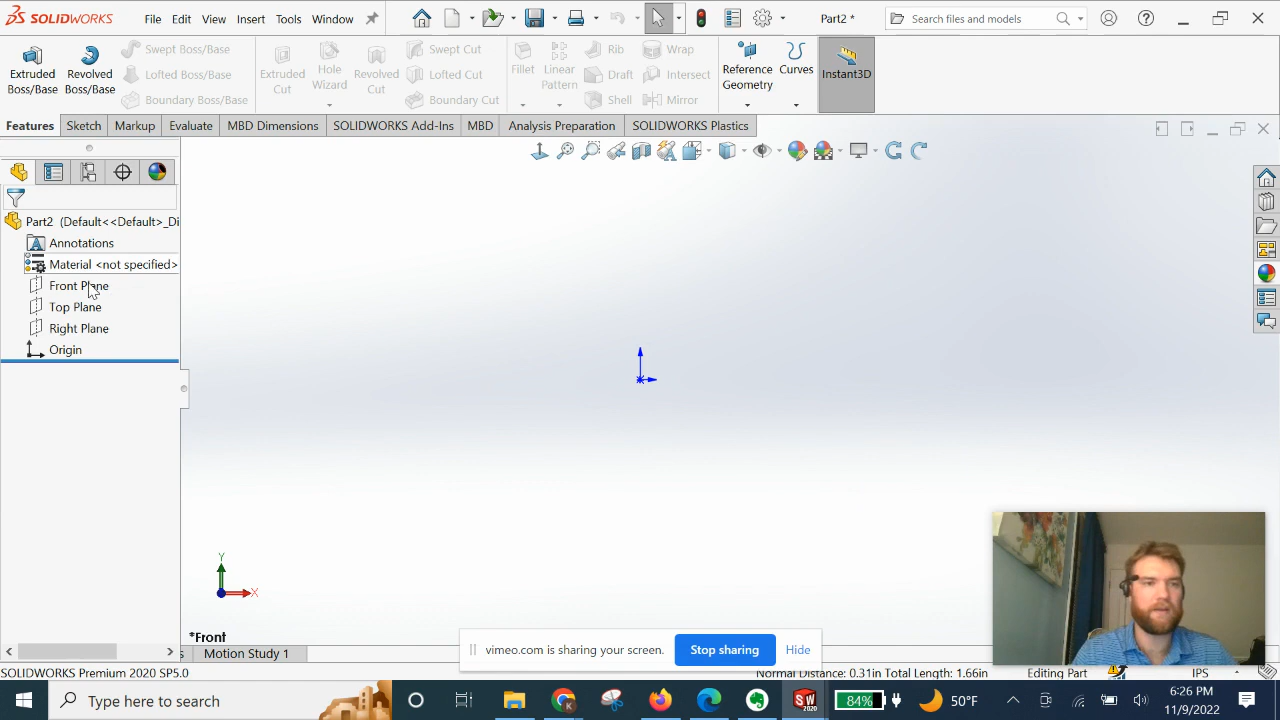 SOLIDWORKS File Edit View Insert Tools Window Part2 * Search files and models
Extruded Boss/Base
Revolved Boss/Base
Swept Boss/Base
Lofted Boss/Base
Boundary Boss/Base
Extruded Cut
Hole Wizard
Revolved Cut
Swept Cut
Lofted Cut
Boundary Cut
Fillet
Linear Pattern
Rib
Draft
Shell
Wrap
Intersect
Mirror
Reference Geometry
Curves
Instant3D
Features Sketch Markup Evaluate MBD Dimensions SOLIDWORKS Add-Ins MBD Analysis Preparation SOLIDWORKS Plastics
Part2 (Default<<Default>_Di
Annotations
Material <not specified>
Front Plane
Top Plane
Right Plane
Origin
Y
X
*Front
Motion Study 1
vimeo.com is sharing your screen. Stop sharing Hide
SOLIDWORKS Premium 2020 SP5.0 Normal Distance: 0.31in Total Length: 1.66in Editing Part IPS
Type here to search
SW
2020
84%
50°F
6:26 PM
11/9/2022